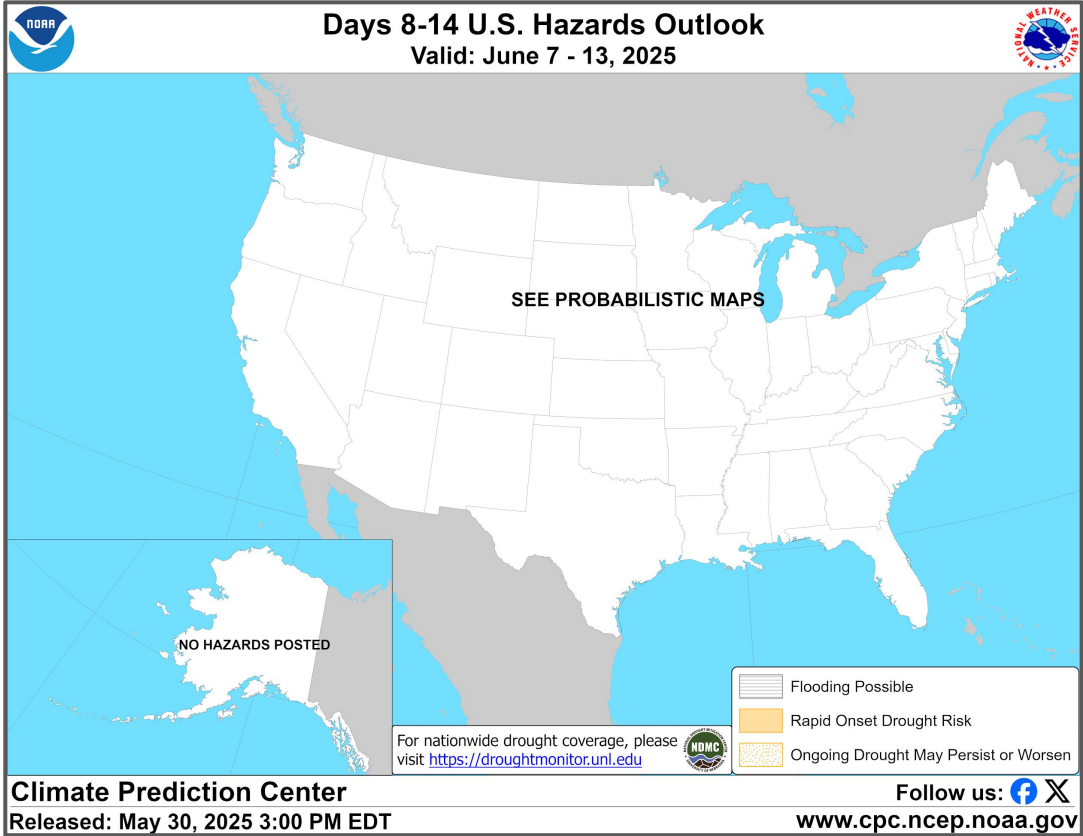 NOAA
Days 8-14 U.S. Hazards Outlook
Valid: June 7 - 13, 2025
NATIONAL WEATHER SERVICE
SEE PROBABILISTIC MAPS
NO HAZARDS POSTED
Flooding Possible
Rapid Onset Drought Risk
Ongoing Drought May Persist or Worsen
For nationwide drought coverage, please
visit https://droughtmonitor.unl.edu
NDMC
Climate Prediction Center
Released: May 30, 2025 3:00 PM EDT
Follow us:
www.cpc.ncep.noaa.gov